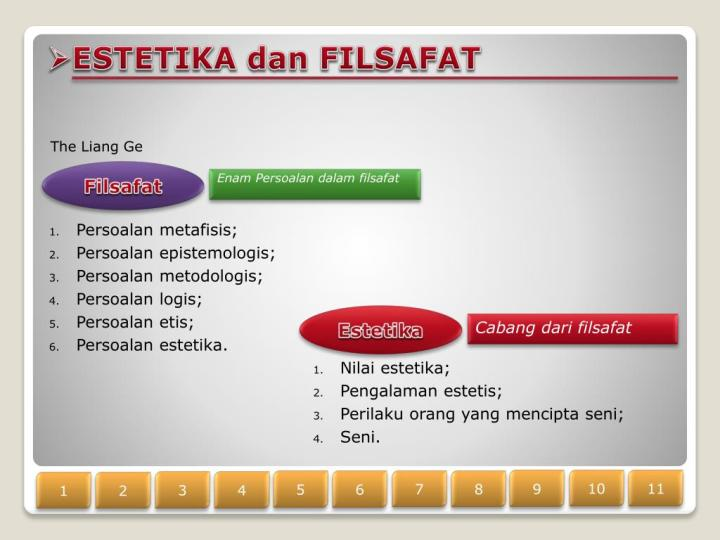 ➢ESTETIKA dan FILSAFAT
The Liang Ge
Filsafat
Enam Persoalan dalam filsafat
1. Persoalan metafisis;
2. Persoalan epistemologis;
3. Persoalan metodologis;
4. Persoalan logis;
5. Persoalan etis;
6. Persoalan estetika.
Estetika
Cabang dari filsafat
1. Nilai estetika;
2. Pengalaman estetis;
3. Perilaku orang yang mencipta seni;
4. Seni.
1 2 3 4 5 6 7 8 9 10 11